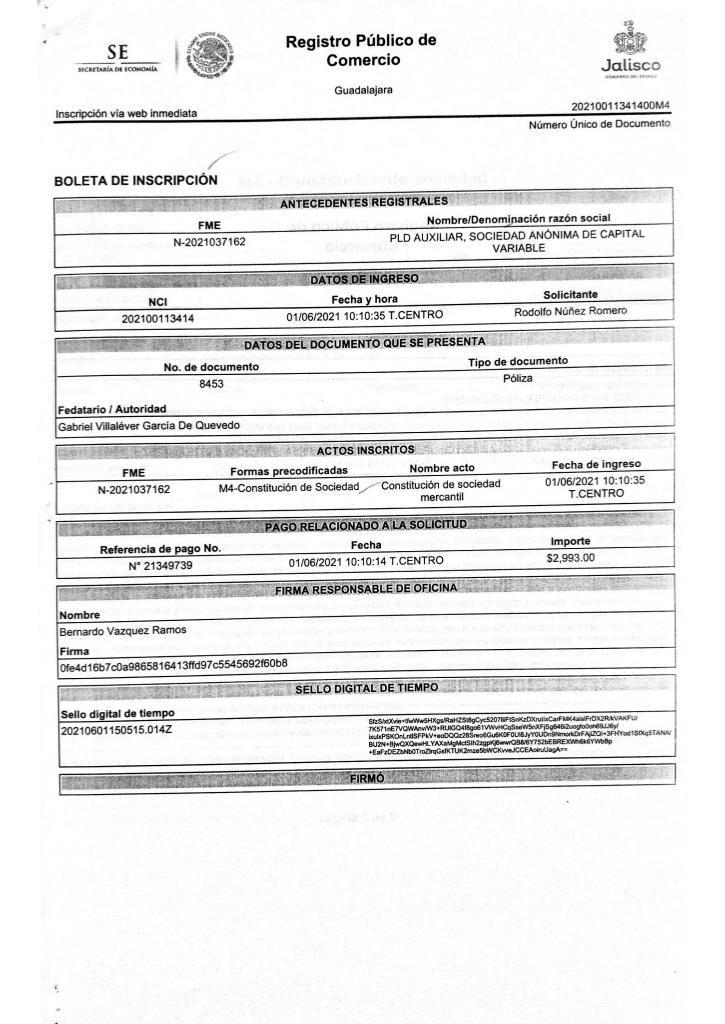 SE
SECRETARÍA DE ECONOMÍA
ESTADOS UNIDOS MEXICANOS
Registro Público de
Comercio
Guadalajara
Jalisco
GOBIERNO DEL ESTADO
Inscripción vía web inmediata
20210011341400M4
Número Único de Documento
BOLETA DE INSCRIPCIÓN
ANTECEDENTES REGISTRALES
FME
Nombre/Denominación razón social
N-2021037162
PLD AUXILIAR, SOCIEDAD ANÓNIMA DE CAPITAL
VARIABLE
DATOS DE INGRESO
NCI
Fecha y hora
Solicitante
202100113414
01/06/2021 10:10:35 T.CENTRO
Rodolfo Núñez Romero
DATOS DEL DOCUMENTO QUE SE PRESENTA
No. de documento
Tipo de documento
8453
Póliza
Fedatario / Autoridad
Gabriel Villaléver García De Quevedo
ACTOS INSCRITOS
FME
Formas precodificadas
Nombre acto
Fecha de ingreso
N-2021037162
M4-Constitución de Sociedad
Constitución de sociedad
mercantil
01/06/2021 10:10:35
T.CENTRO
PAGO RELACIONADO A LA SOLICITUD
Referencia de pago No.
Fecha
Importe
N° 21349739
01/06/2021 10:10:14 T.CENTRO
$2,993.00
FIRMA RESPONSABLE DE OFICINA
Nombre
Bernardo Vazquez Ramos
Firma
0fe4d16b7c0a9865816413ffd97c5545692f60b8
SELLO DIGITAL DE TIEMPO
Sello digital de tiempo
20210601150515.014Z
FIRMÓ